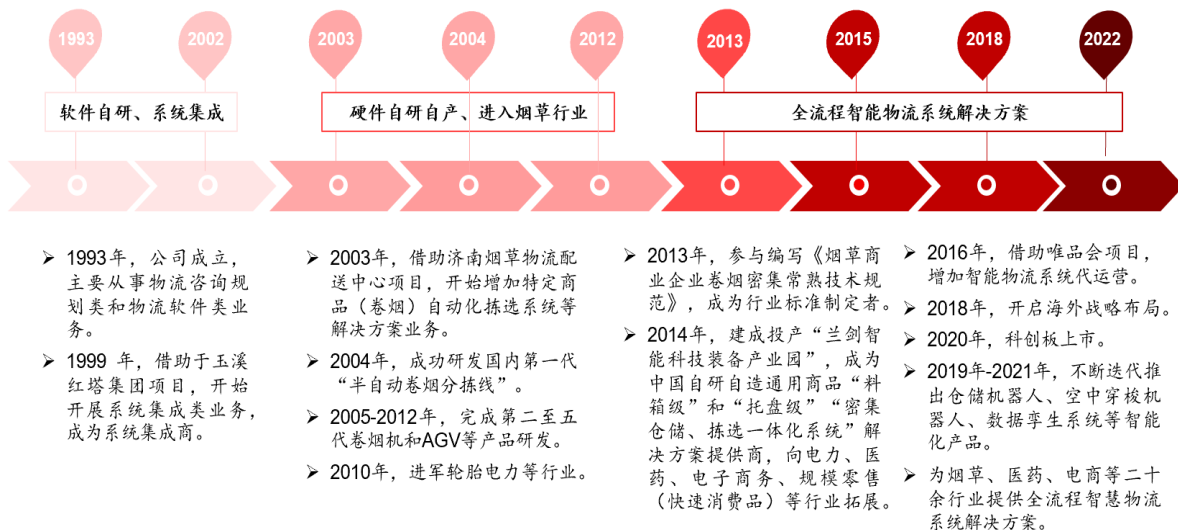 1993
2002
2003
2004
2012
2013
2015
2018
2022
软件自研、系统集成
硬件自研自产、进入烟草行业
全流程智能物流系统解决方案
➢ 1993年，公司成立，
主要从事物流咨询规
划类和物流软件类业
务。
➢ 1999 年，借助于玉溪
红塔集团项目，开始
开展系统集成类业务，
成为系统集成商。
➢ 2003年，借助济南烟草物流配
送中心项目，开始增加特定商
品（卷烟）自动化拣选系统等
解决方案业务。
➢ 2004年，成功研发国内第一代
“半自动卷烟分拣线”。
➢ 2005-2012年，完成第二至五
代卷烟机和AGV等产品研发。
➢ 2010年，进军轮胎电力等行业。
➢ 2013年，参与编写《烟草商
业企业卷烟密集常熟技术规
范》，成为行业标准制定者。
➢ 2014年，建成投产“兰剑智
能科技装备产业园”，成为
中国自研自造通用商品“料
箱级”和“托盘级”“密集
仓储、拣选一体化系统”解
决方案提供商，向电力、医
药、电子商务、规模零售
（快速消费品）等行业拓展。
➢ 2016年，借助唯品会项目，
增加智能物流系统代运营。
➢ 2018年，开启海外战略布局。
➢ 2020年，科创板上市。
➢ 2019年-2021年，不断迭代推
出仓储机器人、空中穿梭机
器人、数据孪生系统等智能
化产品。
➢ 为烟草、医药、电商等二十
余行业提供全流程智慧物流
系统解决方案。